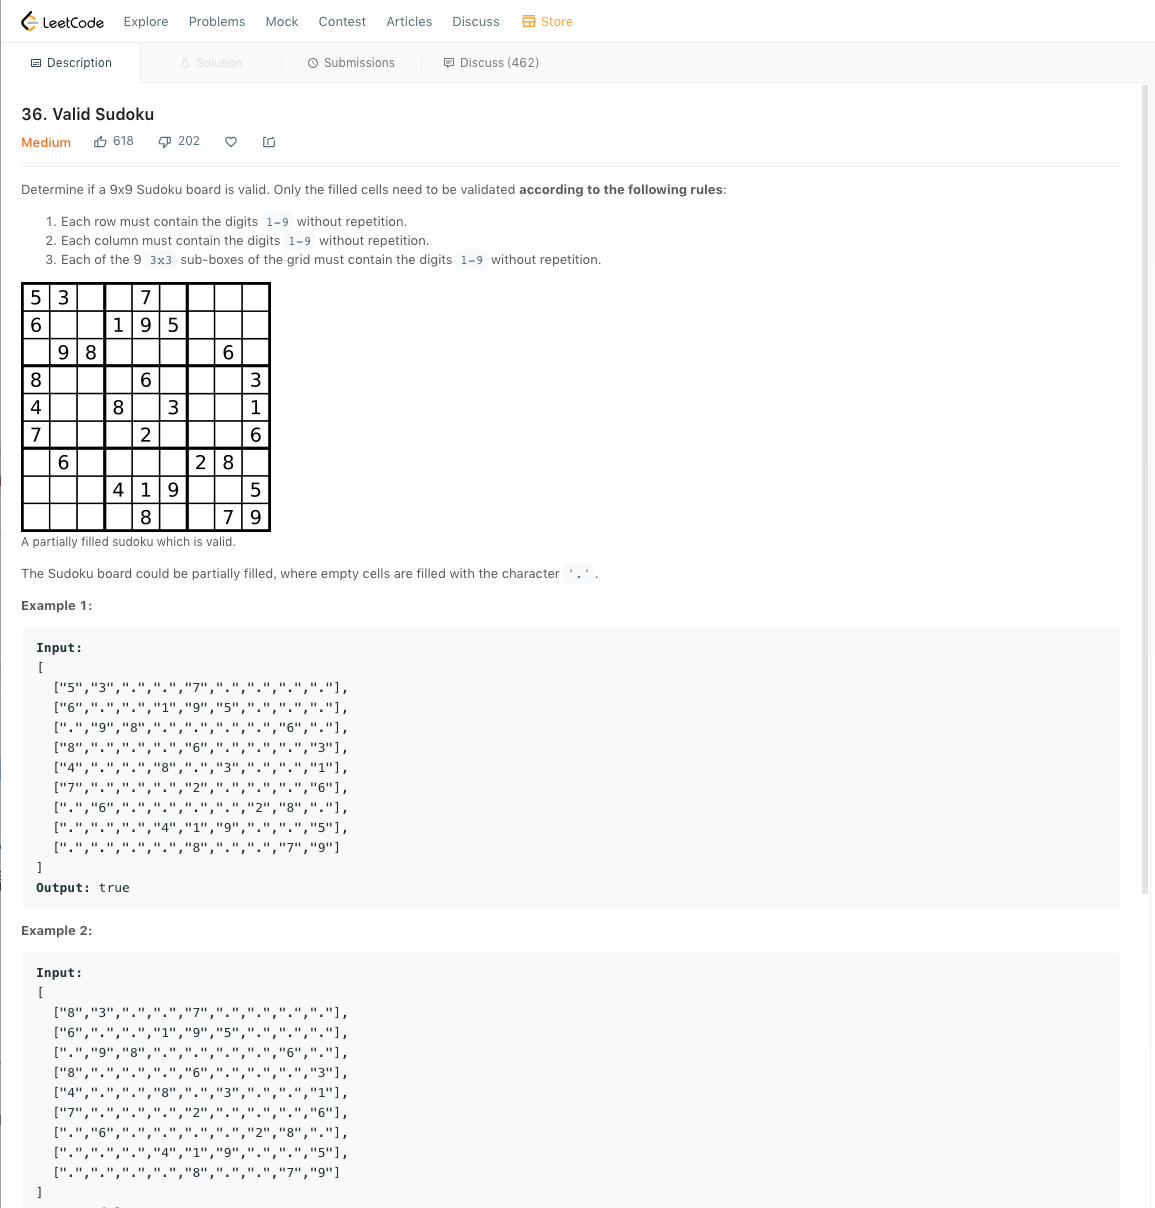 LeetCode Explore Problems Mock Contest Articles Discuss Store
Description Solution Submissions Discuss (462)
36. Valid Sudoku
Medium 618 202
Determine if a 9x9 Sudoku board is valid. Only the filled cells need to be validated according to the following rules:
1. Each row must contain the digits 1-9 without repetition.
2. Each column must contain the digits 1-9 without repetition.
3. Each of the 9 3x3 sub-boxes of the grid must contain the digits 1-9 without repetition.
5 3 7
6 1 9 5
9 8 6
8 6 3
4 8 3 1
7 2 6
6 2 8
4 1 9 5
8 7 9
A partially filled sudoku which is valid.
The Sudoku board could be partially filled, where empty cells are filled with the character '.'.
Example 1:
Input:
[
["5","3",".",".","7",".",".",".","."],
["6",".",".","1","9","5",".",".","."],
[".","9","8",".",".",".",".","6","."],
["8",".",".",".","6",".",".",".","3"],
["4",".",".","8",".","3",".",".","1"],
["7",".",".",".","2",".",".",".","6"],
[".","6",".",".",".",".","2","8","."],
[".",".",".","4","1","9",".",".","5"],
[".",".",".",".","8",".",".","7","9"]
]
Output: true
Example 2:
Input:
[
["8","3",".",".","7",".",".",".","."],
["6",".",".","1","9","5",".",".","."],
[".","9","8",".",".",".",".","6","."],
["8",".",".",".","6",".",".",".","3"],
["4",".",".","8",".","3",".",".","1"],
["7",".",".",".","2",".",".",".","6"],
[".","6",".",".",".",".","2","8","."],
[".",".",".","4","1","9",".",".","5"],
[".",".",".",".","8",".",".","7","9"]
]